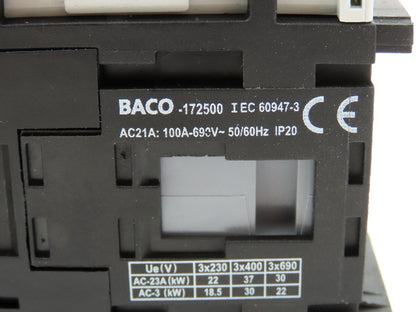 BACO -172500 IEC 60947-3 CE
AC21A: 100A-690V~ 50/60Hz IP20
Ue(V) 3x230 3x400 3x690
AC-23A(kW) 22 37 30
AC-3 (kW) 18.5 30 22